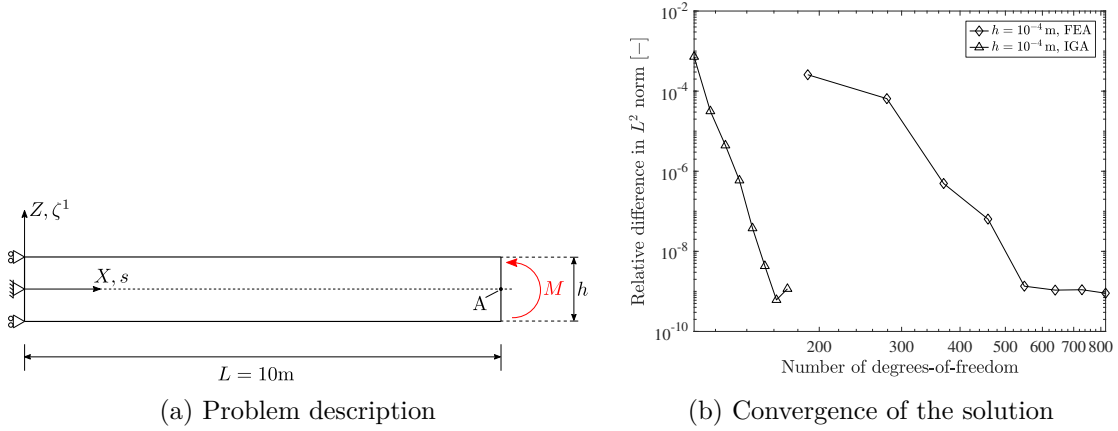 Z, ζ¹
X, s
A
M
h
L = 10m
(a) Problem description
Relative difference in L² norm [−]
10⁻²
10⁻⁴
10⁻⁶
10⁻⁸
10⁻¹⁰
h = 10⁻⁴ m, FEA
h = 10⁻⁴ m, IGA
200 300 400 500 600 700 800
Number of degrees-of-freedom
(b) Convergence of the solution